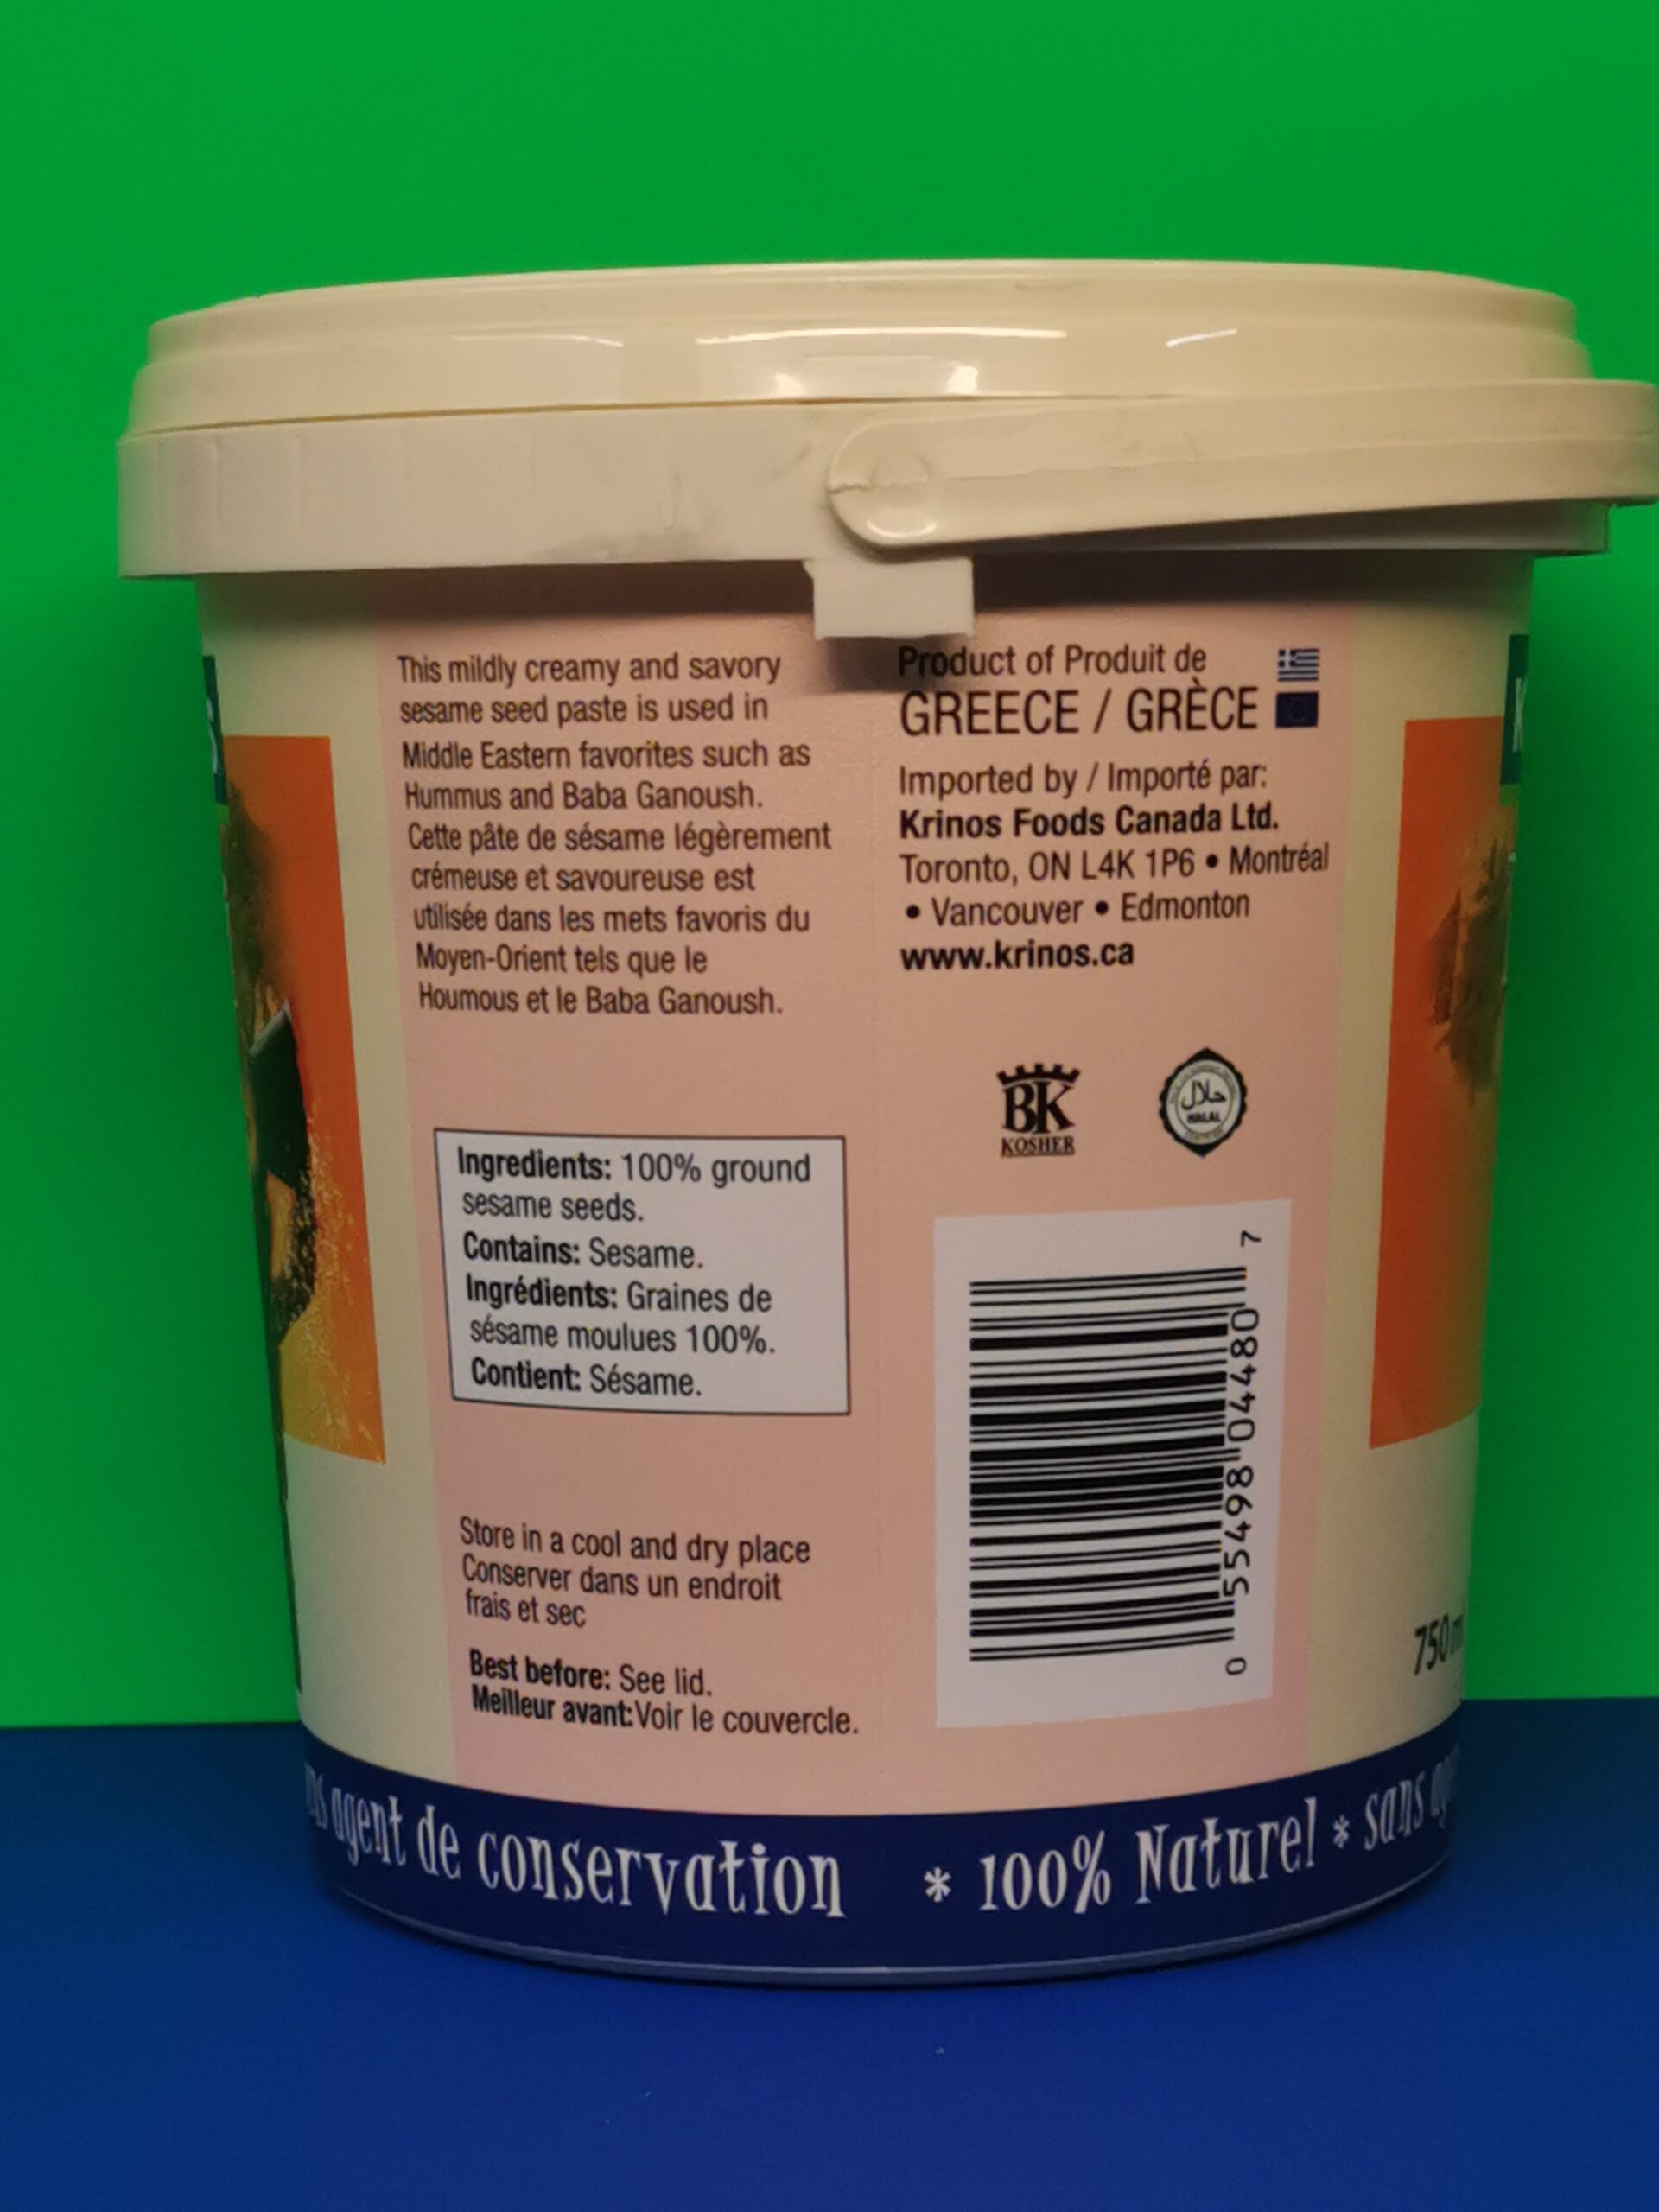 This mildly creamy and savory
sesame seed paste is used in
Middle Eastern favorites such as
Hummus and Baba Ganoush.
Cette pâte de sésame légèrement
crémeuse et savoureuse est
utilisée dans les mets favoris du
Moyen-Orient tels que le
Houmous et le Baba Ganoush.
Ingredients: 100% ground
sesame seeds.
Contains: Sesame.
Ingrédients: Graines de
sésame moulues 100%.
Contient: Sésame.
Store in a cool and dry place
Conserver dans un endroit
frais et sec
Best before: See lid.
Meilleur avant:Voir le couvercle.
Product of Produit de
GREECE / GRÈCE
Imported by / Importé par:
Krinos Foods Canada Ltd.
Toronto, ON L4K 1P6 • Montréal
• Vancouver • Edmonton
www.krinos.ca
BK
KOSHER
حلال
HALAL
0 55498 04480 7
750
agent de conservation * 100% Naturel * sans